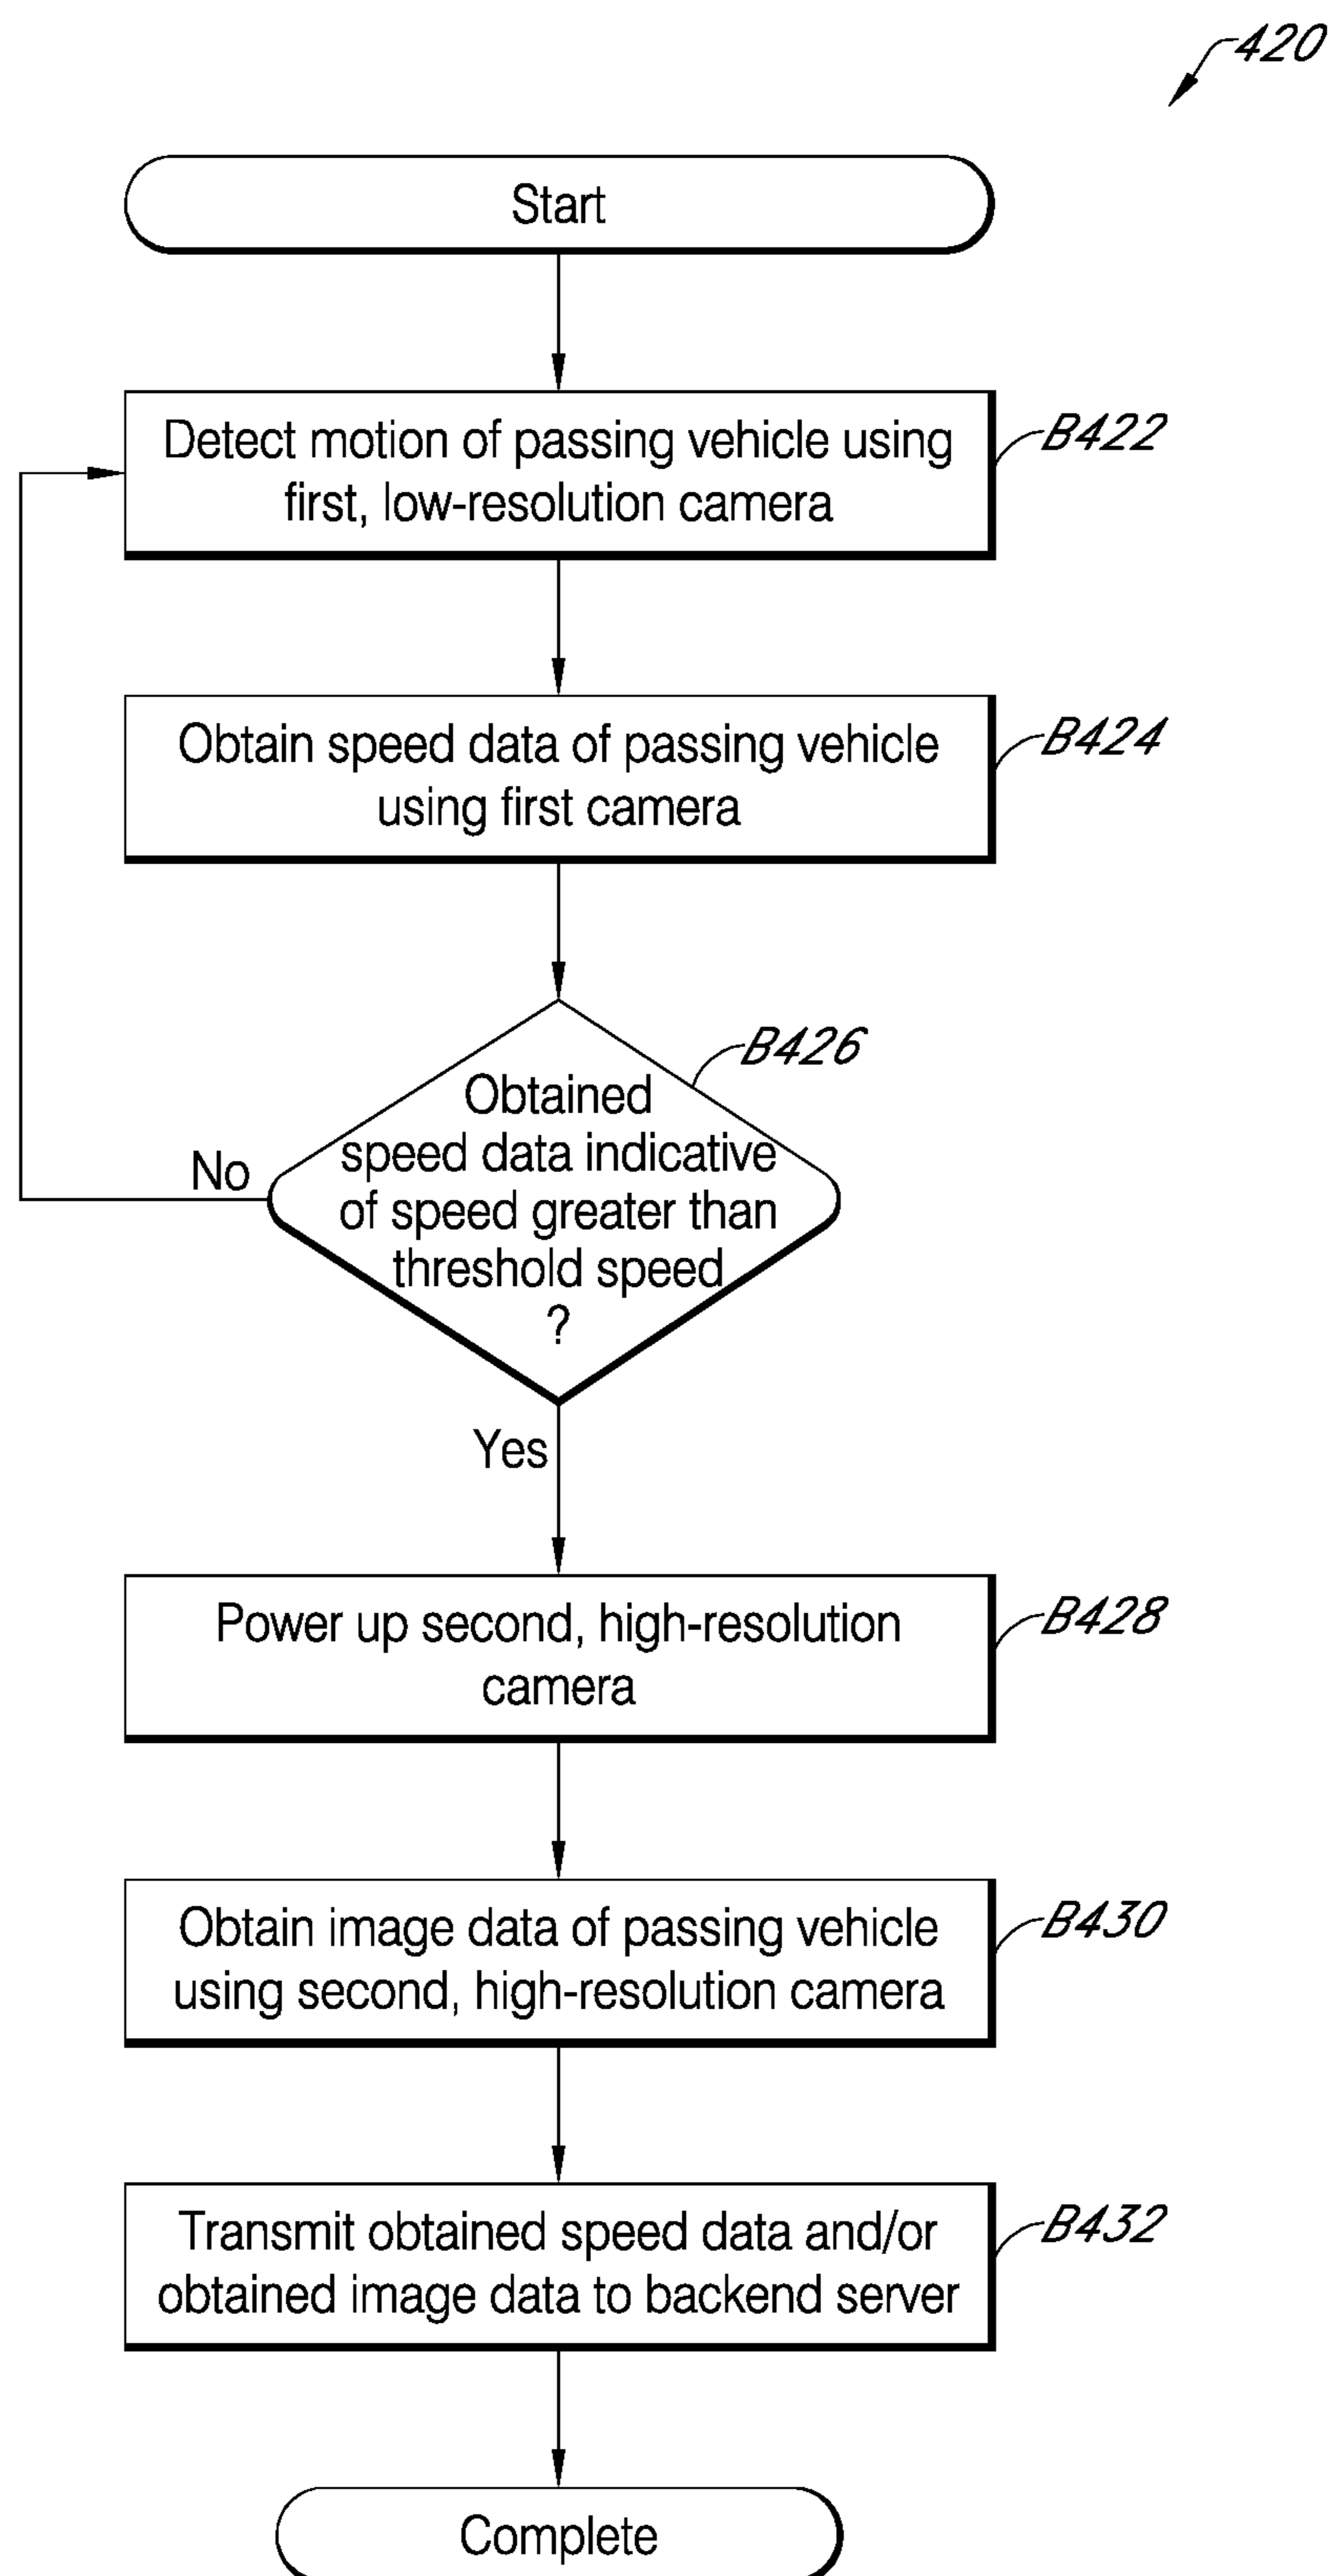 420
Start
Detect motion of passing vehicle using
first, low-resolution camera
B422
Obtain speed data of passing vehicle
using first camera
B424
B426
Obtained
speed data indicative
of speed greater than
threshold speed
?
No
Yes
Power up second, high-resolution
camera
B428
Obtain image data of passing vehicle
using second, high-resolution camera
B430
Transmit obtained speed data and/or
obtained image data to backend server
B432
Complete